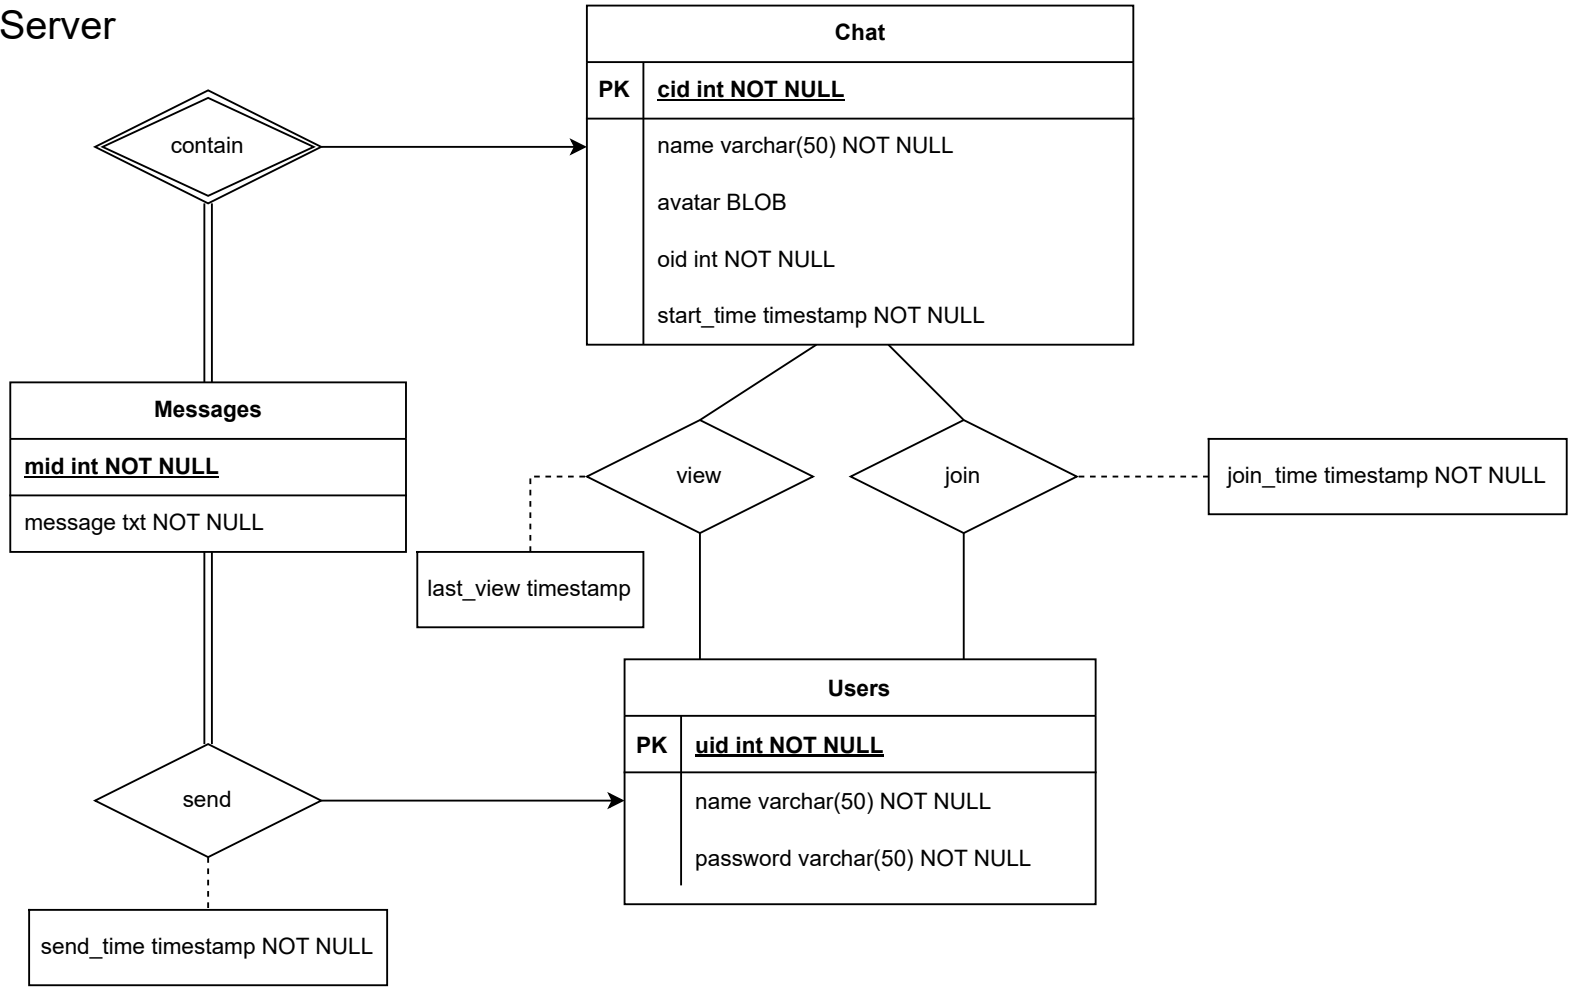 Server
Chat
PK cid int NOT NULL
name varchar(50) NOT NULL
avatar BLOB
oid int NOT NULL
start_time timestamp NOT NULL
contain
Messages
mid int NOT NULL
message txt NOT NULL
view
join
join_time timestamp NOT NULL
last_view timestamp
Users
PK uid int NOT NULL
name varchar(50) NOT NULL
password varchar(50) NOT NULL
send
send_time timestamp NOT NULL